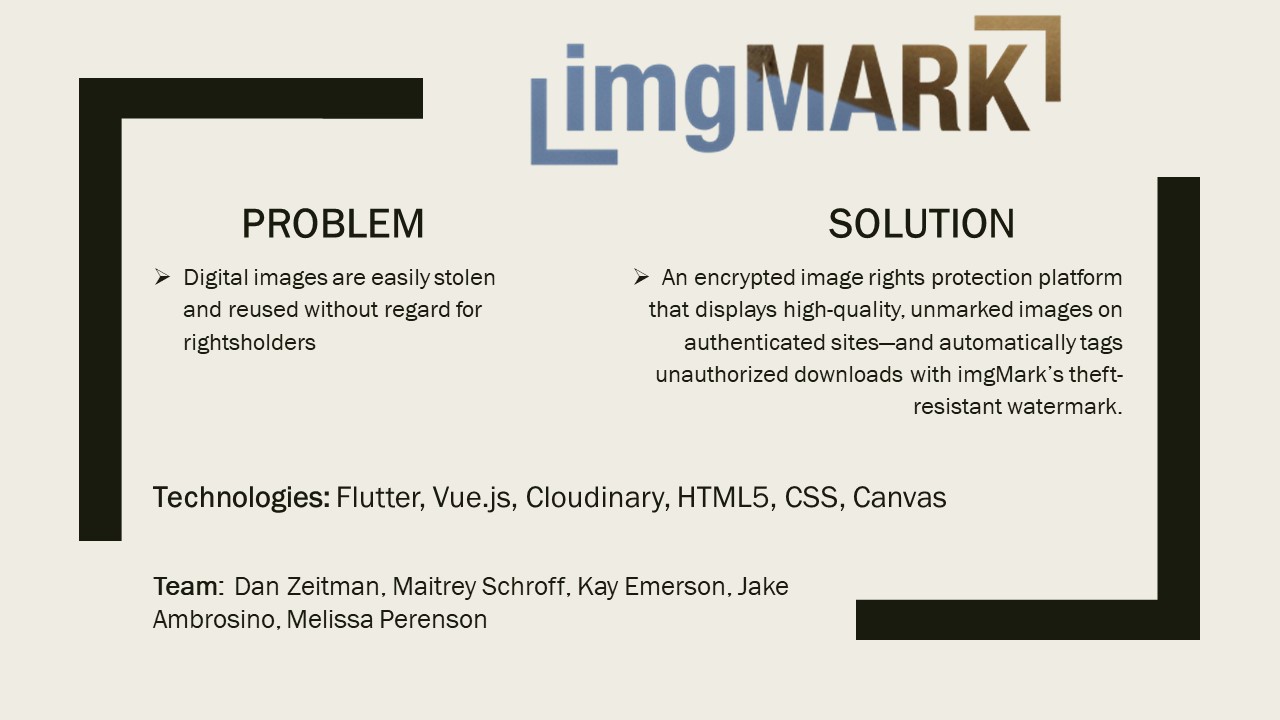 imgMARK
PROBLEM
➢ Digital images are easily stolen
and reused without regard for
rightsholders
SOLUTION
➢ An encrypted image rights protection platform
that displays high-quality, unmarked images on
authenticated sites—and automatically tags
unauthorized downloads with imgMark’s theft-
resistant watermark.
Technologies: Flutter, Vue.js, Cloudinary, HTML5, CSS, Canvas
Team: Dan Zeitman, Maitrey Schroff, Kay Emerson, Jake
Ambrosino, Melissa Perenson